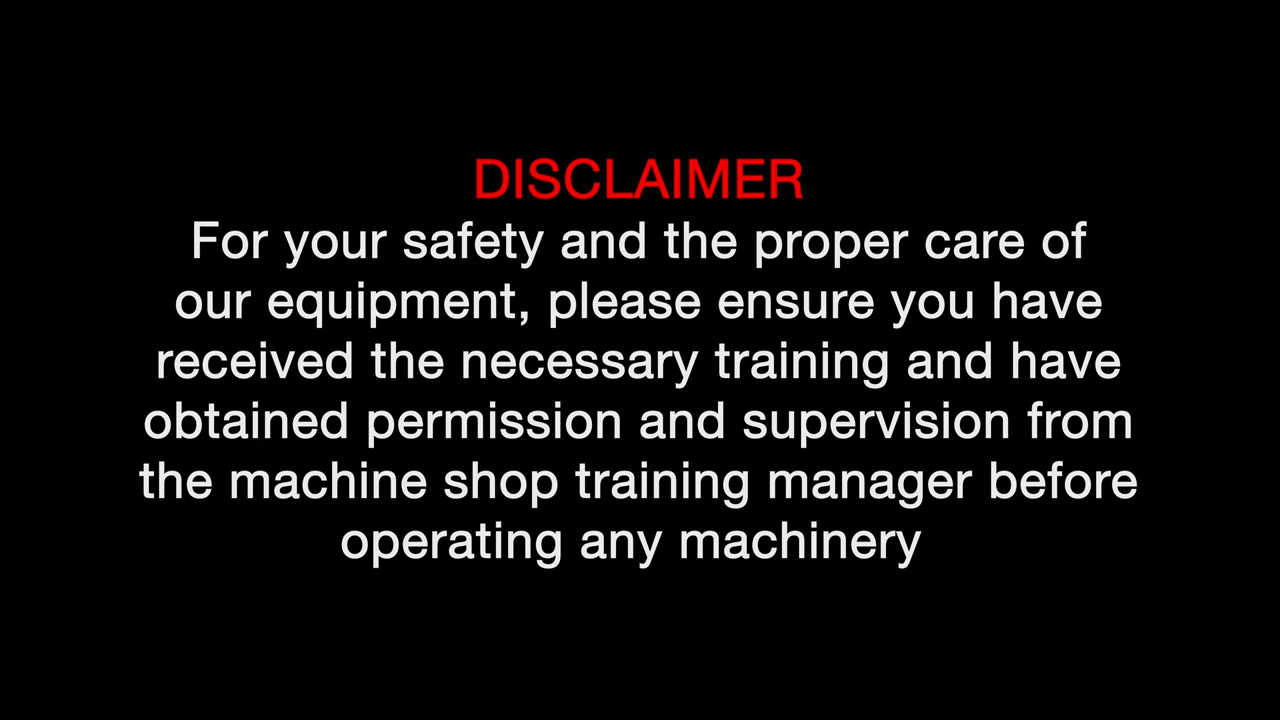 DISCLAIMER
For your safety and the proper care of
our equipment, please ensure you have
received the necessary training and have
obtained permission and supervision from
the machine shop training manager before
operating any machinery